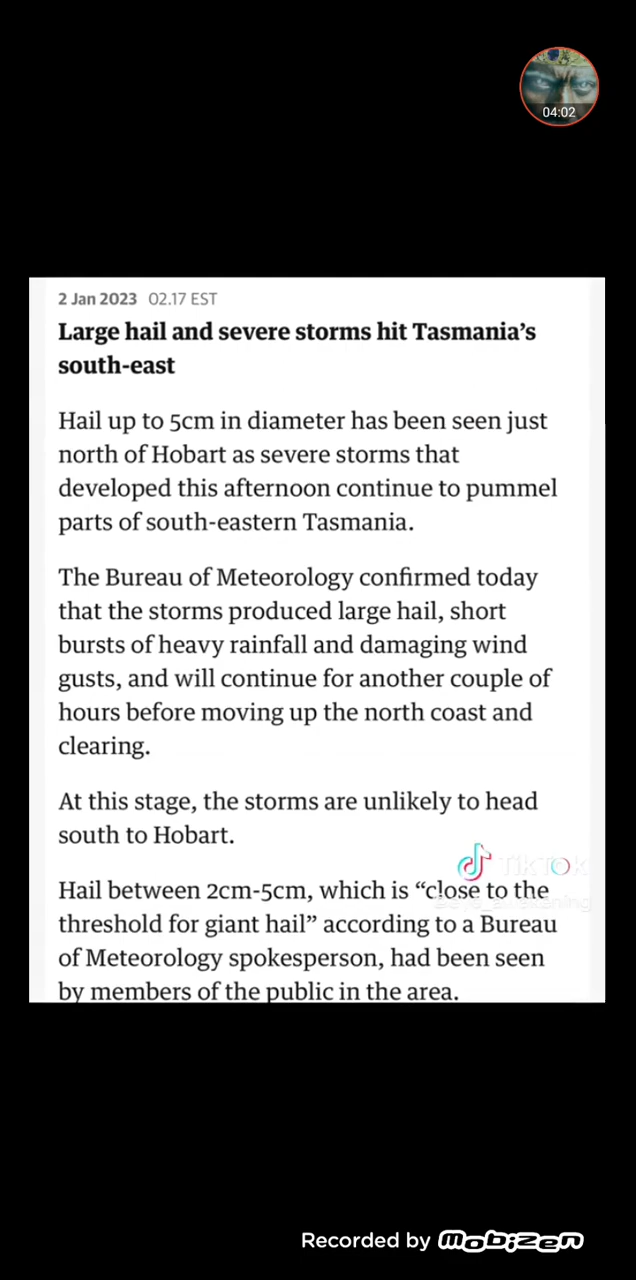 04:02
2 Jan 2023 02.17 EST
Large hail and severe storms hit Tasmania's
south-east
Hail up to 5cm in diameter has been seen just
north of Hobart as severe storms that
developed this afternoon continue to pummel
parts of south-eastern Tasmania.
The Bureau of Meteorology confirmed today
that the storms produced large hail, short
bursts of heavy rainfall and damaging wind
gusts, and will continue for another couple of
hours before moving up the north coast and
clearing.
At this stage, the storms are unlikely to head
south to Hobart.
TikTok
Hail between 2cm-5cm, which is “close to the
threshold for giant hail” according to a Bureau
of Meteorology spokesperson, had been seen
by members of the public in the area.
Recorded by mobizen